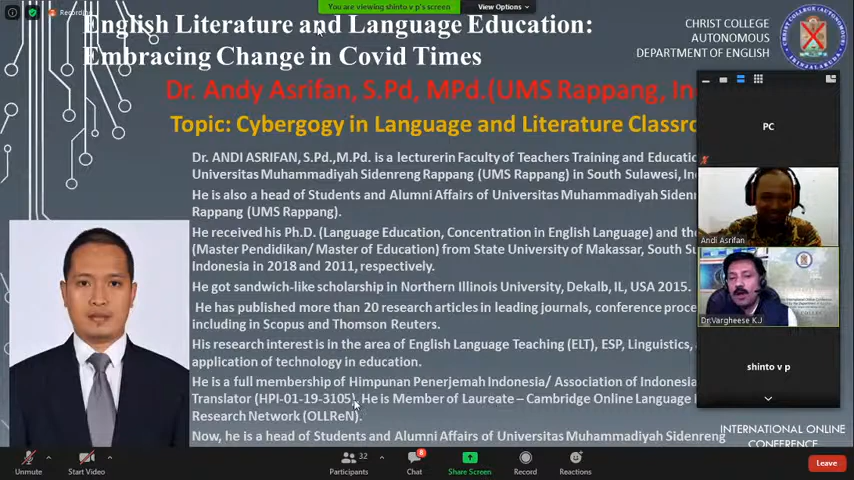 Recording
You are viewing shinto v p's screen
View Options
English Literature and Language Education:
Embracing Change in Covid Times
CHRIST COLLEGE
AUTONOMOUS
DEPARTMENT OF ENGLISH
Dr. Andy Asrifan, S.Pd, MPd.(UMS Rappang, In
Topic: Cybergogy in Language and Literature Classro
Dr. ANDI ASRIFAN, S.Pd.,M.Pd. is a lecturerin Faculty of Teachers Training and Educatio
Universitas Muhammadiyah Sidenreng Rappang (UMS Rappang) in South Sulawesi, In
He is also a head of Students and Alumni Affairs of Universitas Muhammadiyah Siden
Rappang (UMS Rappang).
He received his Ph.D. (Language Education, Concentration in English Language) and the
(Master Pendidikan/ Master of Education) from State University of Makassar, South S
Indonesia in 2018 and 2011, respectively.
He got sandwich-like scholarship in Northern Illinois University, Dekalb, IL, USA 2015.
He has published more than 20 research articles in leading journals, conference proce
including in Scopus and Thomson Reuters.
His research interest is in the area of English Language Teaching (ELT), ESP, Linguistics,
application of technology in education.
He is a full membership of Himpunan Penerjemah Indonesia/ Association of Indonesia
Translator (HPI-01-19-3105). He is Member of Laureate – Cambridge Online Language
Research Network (OLLReN).
Now, he is a head of Students and Alumni Affairs of Universitas Muhammadiyah Sidenreng
PC
Andi Asrifan
Dr.Vargheese K.J
shinto v p
INTERNATIONAL ONLINE
CONFERENCE
Unmute
Start Video
32
Participants
8
Chat
Share Screen
Record
Reactions
Leave